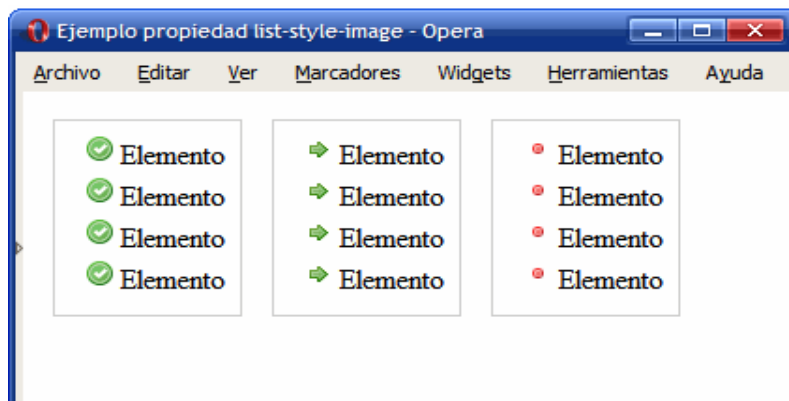 Ejemplo propiedad list-style-image - Opera
Archivo Editar Ver Marcadores Widgets Herramientas Ayuda
Elemento Elemento Elemento
Elemento Elemento Elemento
Elemento Elemento Elemento
Elemento Elemento Elemento